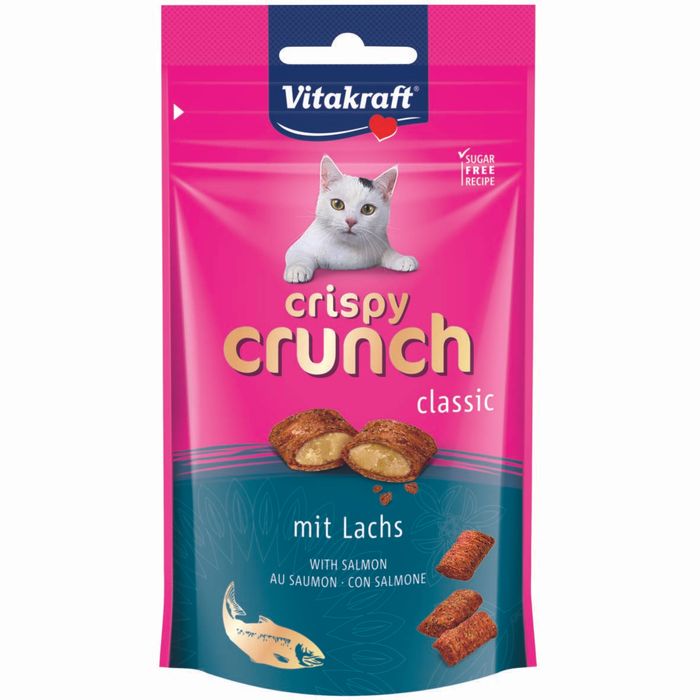 Vitakraft
SUGAR
FREE
RECIPE
crispy
crunch
classic
mit Lachs
WITH SALMON
AU SAUMON · CON SALMONE